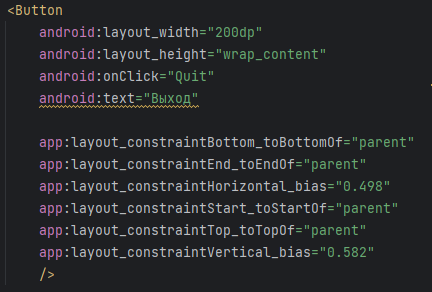 <Button
android:layout_width="200dp"
android:layout_height="wrap_content"
android:onClick="Quit"
android:text="Выход"
app:layout_constraintBottom_toBottomOf="parent"
app:layout_constraintEnd_toEndOf="parent"
app:layout_constraintHorizontal_bias="0.498"
app:layout_constraintStart_toStartOf="parent"
app:layout_constraintTop_toTopOf="parent"
app:layout_constraintVertical_bias="0.582"
/>